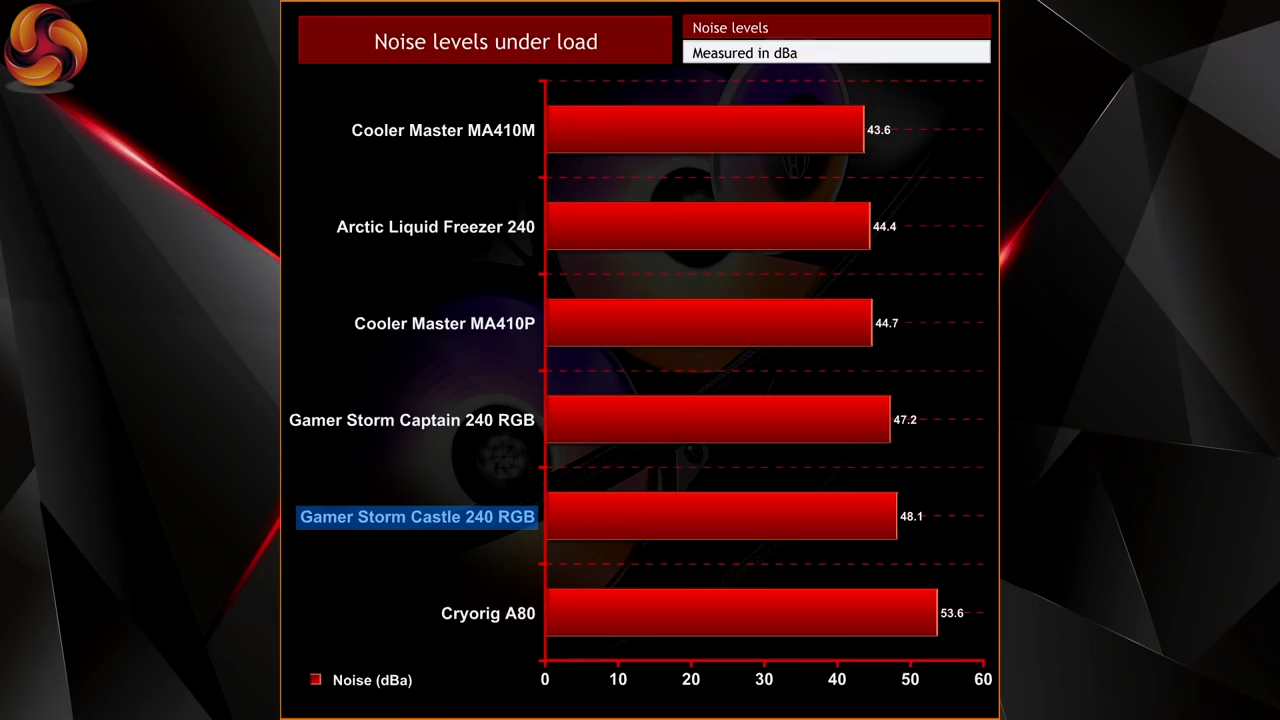 Noise levels under load
Noise levels
Measured in dBa
Cooler Master MA410M
43.6
Arctic Liquid Freezer 240
44.4
Cooler Master MA410P
44.7
Gamer Storm Captain 240 RGB
47.2
Gamer Storm Castle 240 RGB
48.1
Cryorig A80
53.6
0 10 20 30 40 50 60
Noise (dBa)